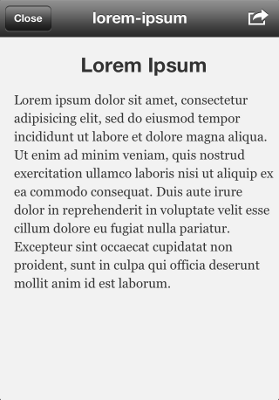 Close
lorem-ipsum
Lorem Ipsum
Lorem ipsum dolor sit amet, consectetur
adipisicing elit, sed do eiusmod tempor
incididunt ut labore et dolore magna aliqua.
Ut enim ad minim veniam, quis nostrud
exercitation ullamco laboris nisi ut aliquip ex
ea commodo consequat. Duis aute irure
dolor in reprehenderit in voluptate velit esse
cillum dolore eu fugiat nulla pariatur.
Excepteur sint occaecat cupidatat non
proident, sunt in culpa qui officia deserunt
mollit anim id est laborum.